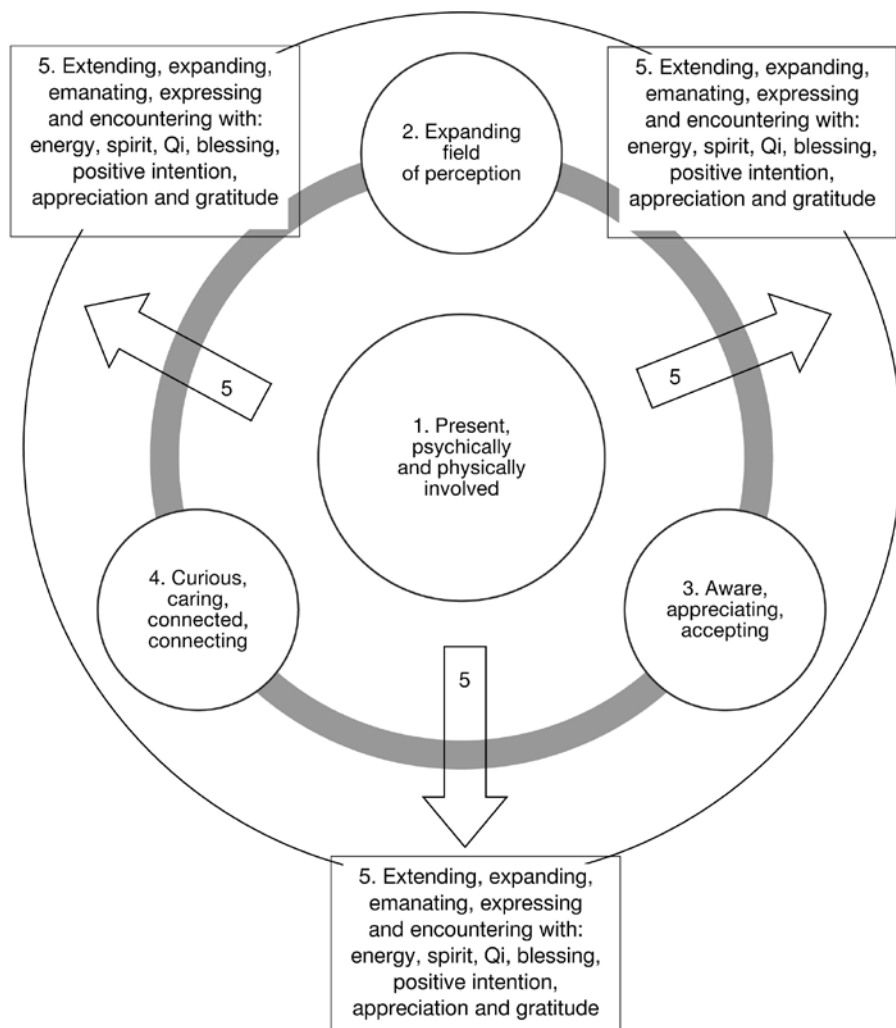 5. Extending, expanding,
emanating, expressing
and encountering with:
energy, spirit, Qi, blessing,
positive intention,
appreciation and gratitude
2. Expanding
field
of perception
5. Extending, expanding,
emanating, expressing
and encountering with:
energy, spirit, Qi, blessing,
positive intention,
appreciation and gratitude
5
5
1. Present,
psychically
and physically
involved
4. Curious,
caring,
connected,
connecting
3. Aware,
appreciating,
accepting
5
5. Extending, expanding,
emanating, expressing
and encountering with:
energy, spirit, Qi, blessing,
positive intention,
appreciation and gratitude